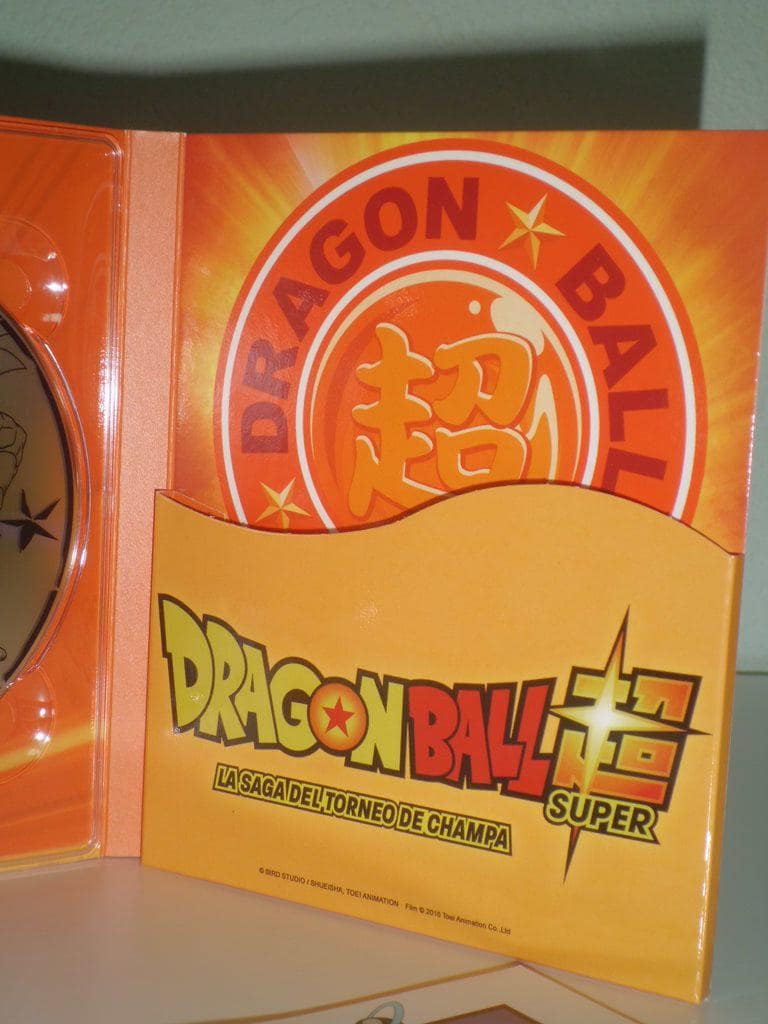 DRAGON BALL
超
DRAGON BALL 超
SUPER
LA SAGA DEL TORNEO DE CHAMPA
© BIRD STUDIO / SHUEISHA, TOEI ANIMATION Film © 2016 Toei Animation Co.,Ltd